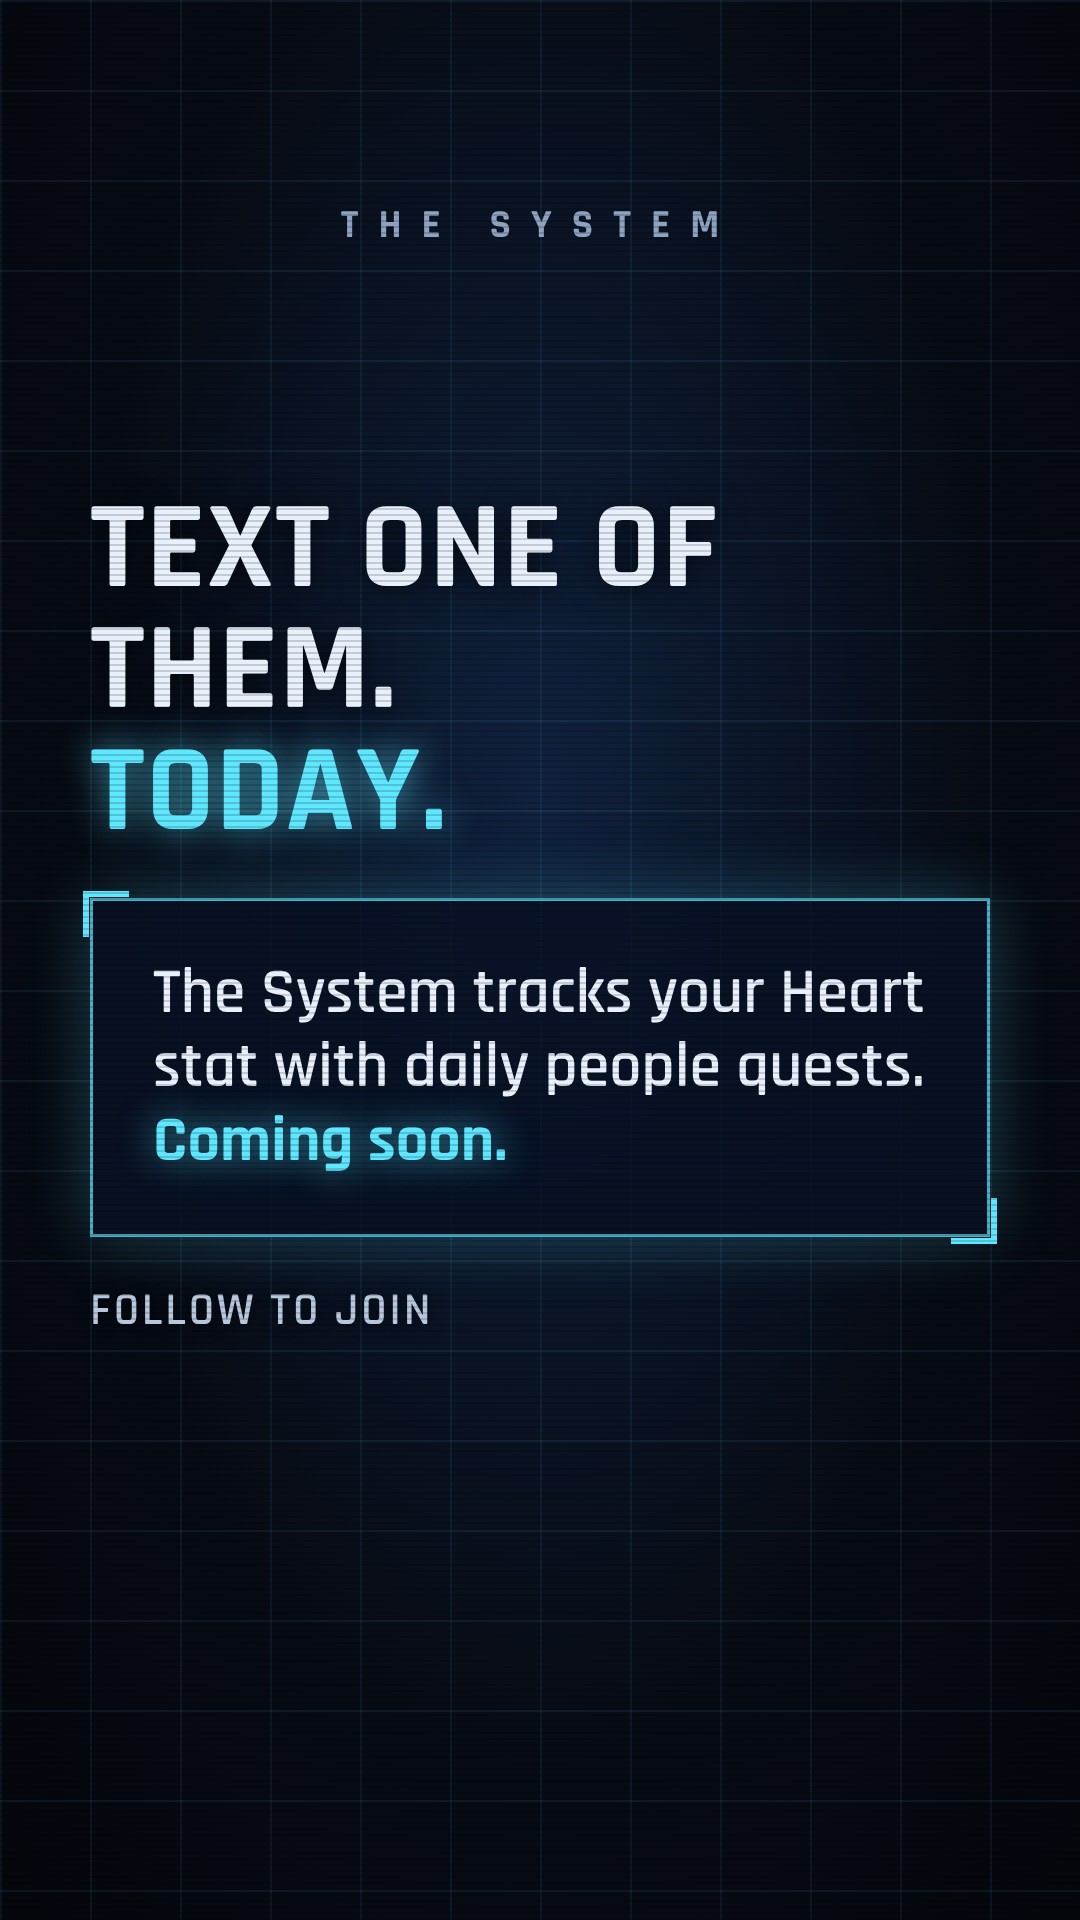 THE SYSTEM
TEXT ONE OF
THEM.
TODAY.
The System tracks your Heart
stat with daily people quests.
Coming soon.
FOLLOW TO JOIN